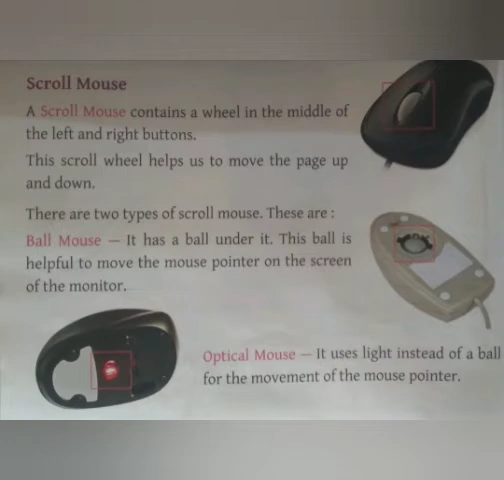 Scroll Mouse
A Scroll Mouse contains a wheel in the middle of
the left and right buttons.
This scroll wheel helps us to move the page up
and down.
There are two types of scroll mouse. These are :
Ball Mouse — It has a ball under it. This ball is
helpful to move the mouse pointer on the screen
of the monitor.
Optical Mouse — It uses light instead of a ball
for the movement of the mouse pointer.